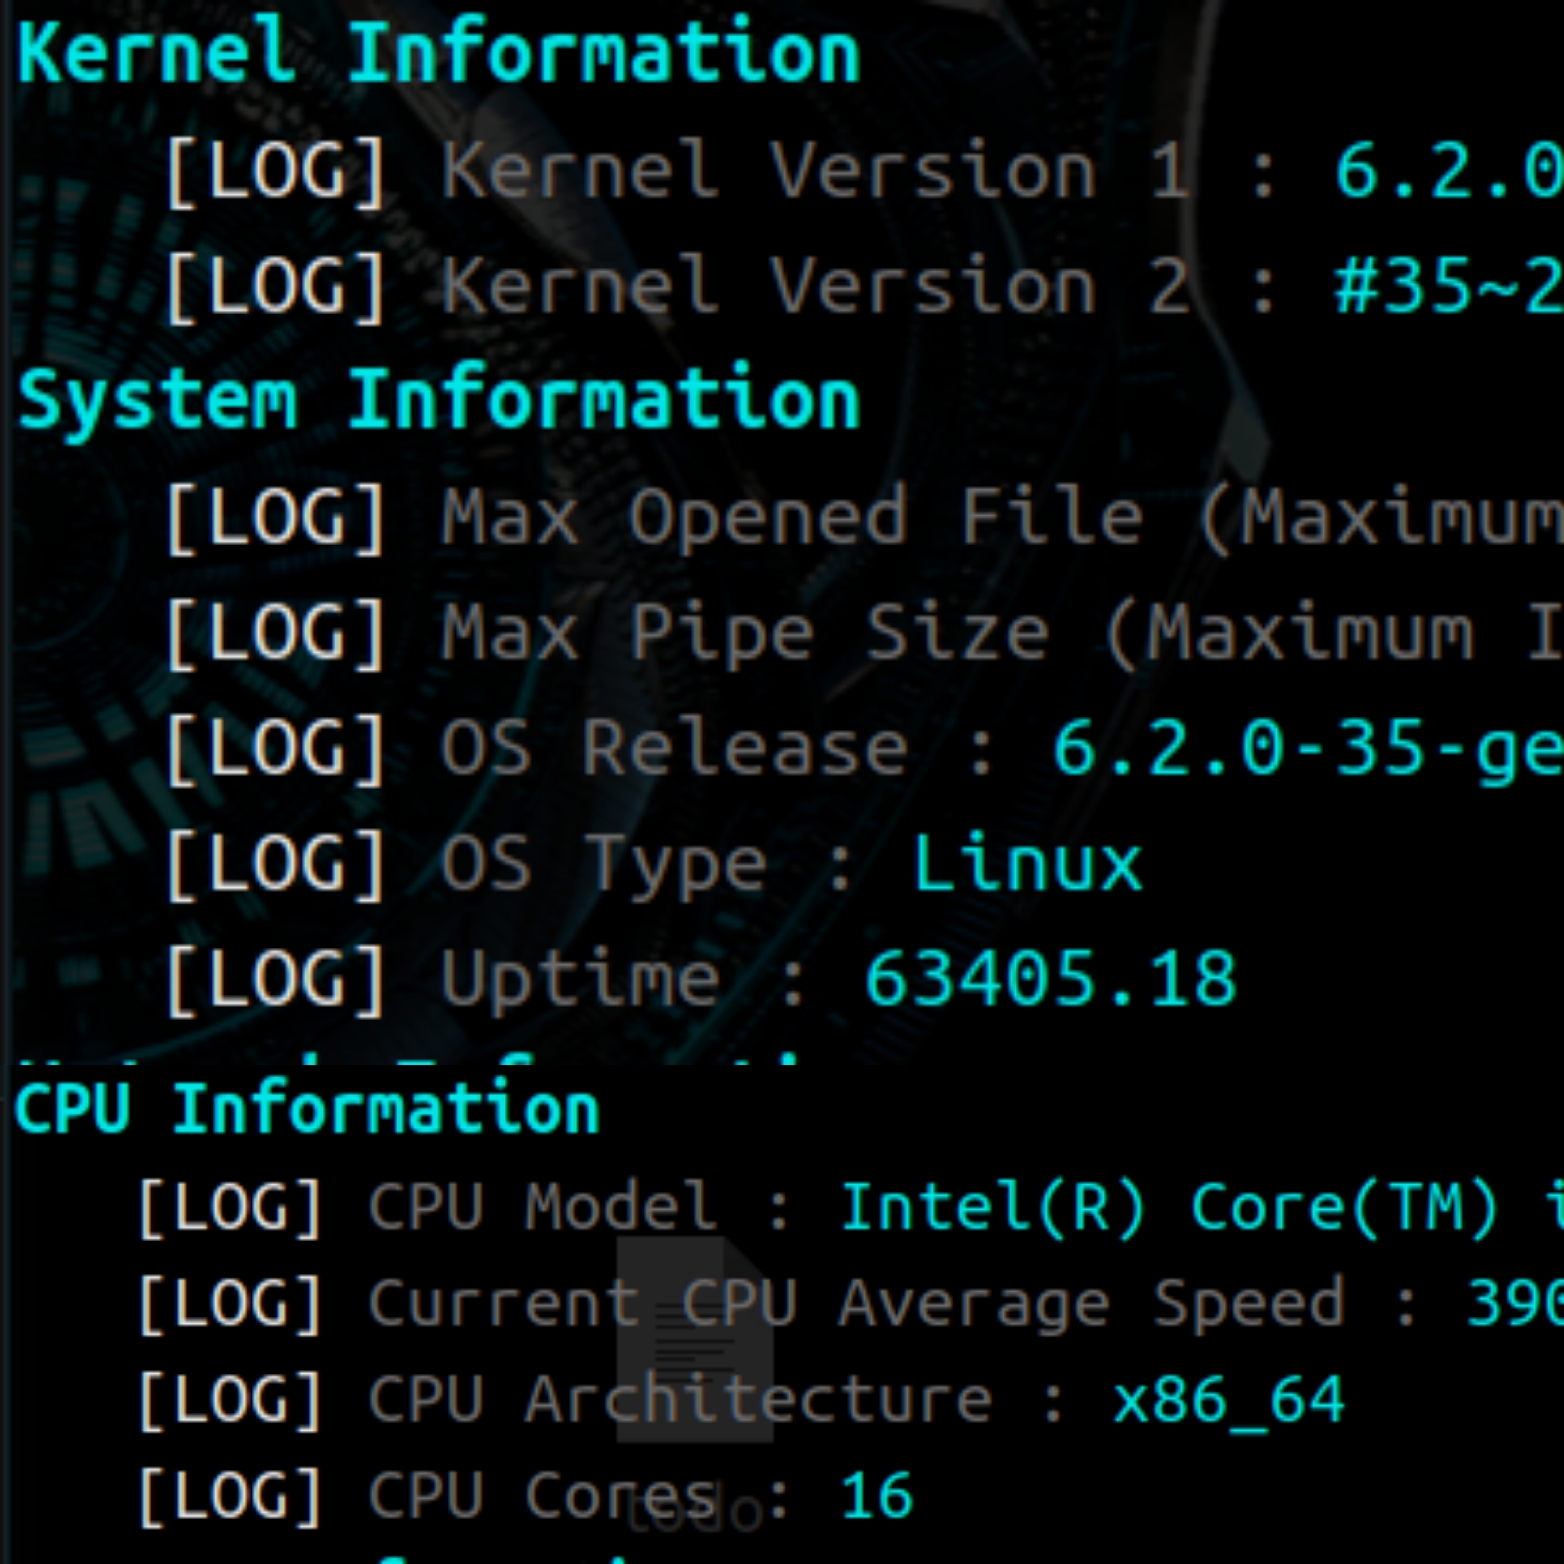 Kernel Information
[LOG] Kernel Version 1 : 6.2.0
[LOG] Kernel Version 2 : #35~2
System Information
[LOG] Max Opened File (Maximum
[LOG] Max Pipe Size (Maximum I
[LOG] OS Release : 6.2.0-35-ge
[LOG] OS Type : Linux
[LOG] Uptime : 63405.18
CPU Information
[LOG] CPU Model : Intel(R) Core(TM) i
[LOG] Current CPU Average Speed : 390
[LOG] CPU Architecture : x86_64
[LOG] CPU Cores : 16
todo